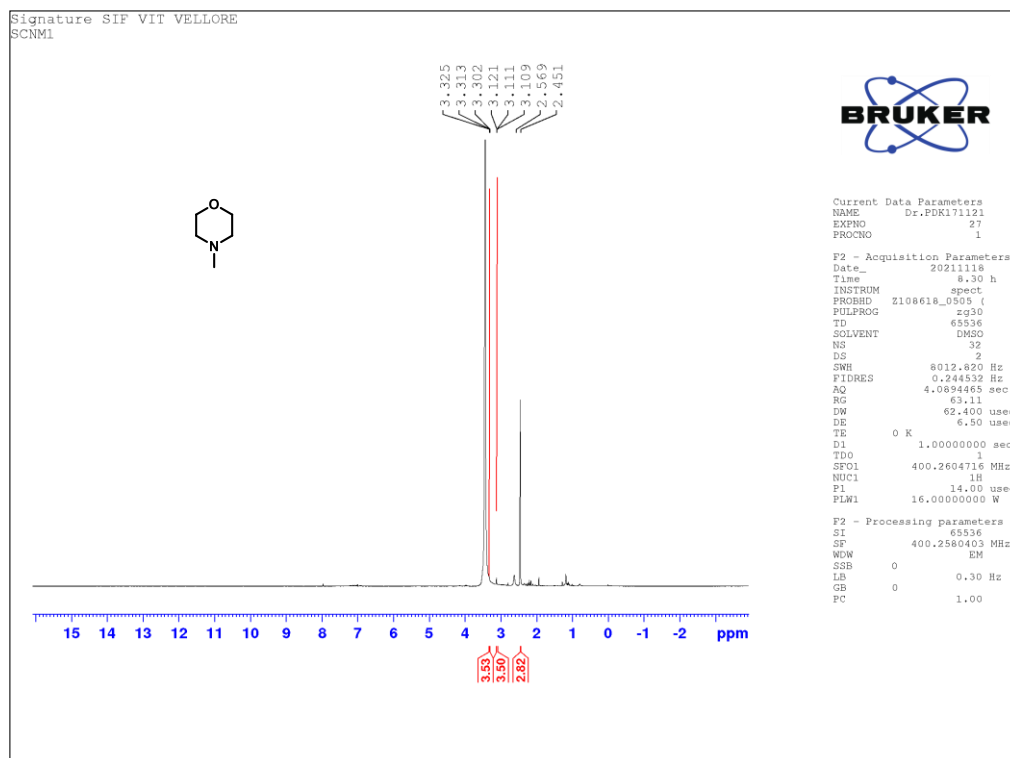 Signature SIF VIT VELLORE
SCNM1
3.325
3.313
3.302
3.121
3.111
3.109
2.569
2.451
BRUKER
O
N
Current Data Parameters
NAME Dr.PDK171121
EXPNO 27
PROCNO 1
F2 - Acquisition Parameters
Date_ 20211118
Time 8.30 h
INSTRUM spect
PROBHD Z108618_0505 (
PULPROG zg30
TD 65536
SOLVENT DMSO
NS 32
DS 2
SWH 8012.820 Hz
FIDRES 0.244532 Hz
AQ 4.0894465 sec
RG 63.11
DW 62.400 use
DE 6.50 use
TE 0 K
D1 1.00000000 sec
TD0 1
SFO1 400.2604716 MHz
NUC1 1H
P1 14.00 use
PLW1 16.00000000 W
F2 - Processing parameters
SI 65536
SF 400.2580403 MHz
WDW EM
SSB 0
LB 0.30 Hz
GB 0
PC 1.00
15 14 13 12 11 10 9 8 7 6 5 4 3 2 1 0 -1 -2 ppm
3.53
3.50
2.82